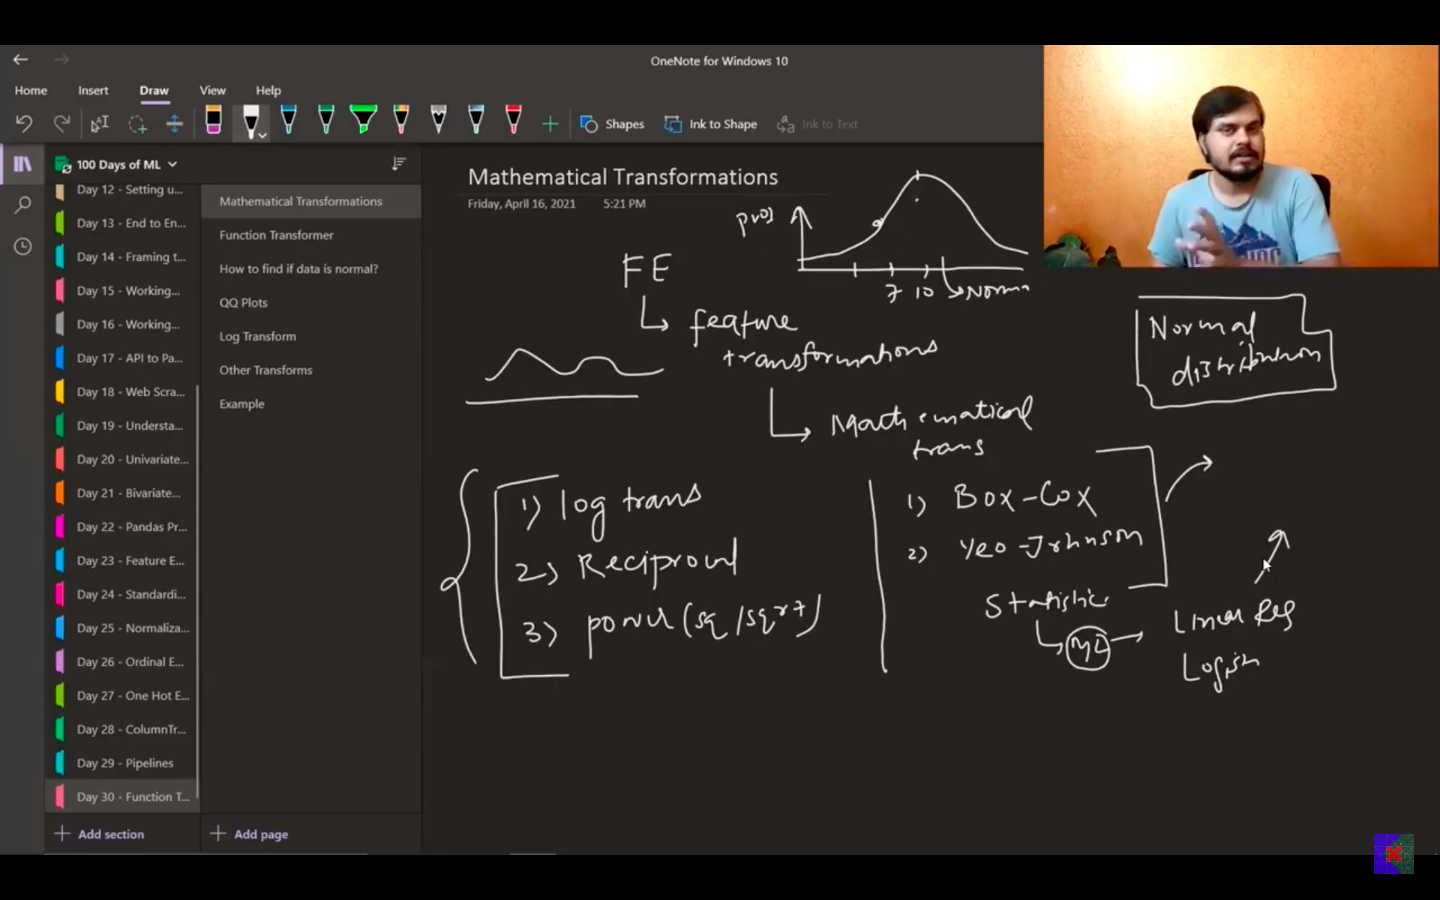 OneNote for Windows 10
Home Insert Draw View Help
Shapes Ink to Shape Ink to Text
100 Days of ML
Day 12 - Setting u...
Day 13 - End to En...
Day 14 - Framing t...
Day 15 - Working...
Day 16 - Working...
Day 17 - API to Pa...
Day 18 - Web Scra...
Day 19 - Understa...
Day 20 - Univariate...
Day 21 - Bivariate...
Day 22 - Pandas Pr...
Day 23 - Feature E...
Day 24 - Standardi...
Day 25 - Normaliza...
Day 26 - Ordinal E...
Day 27 - One Hot E...
Day 28 - ColumnTr...
Day 29 - Pipelines
Day 30 - Function T...
Add section
Mathematical Transformations
Function Transformer
How to find if data is normal?
QQ Plots
Log Transform
Other Transforms
Example
Add page
Mathematical Transformations
Friday, April 16, 2021 5:21 PM
7 10 Norm
FE
feature
transformations
Mathematical
trans
Normal
distribution
1) log trans
2) Reciprocal
3) power (sq/sqrt)
1) Box-Cox
2) Yeo-Johnson
Statistic
ML
Linear Reg